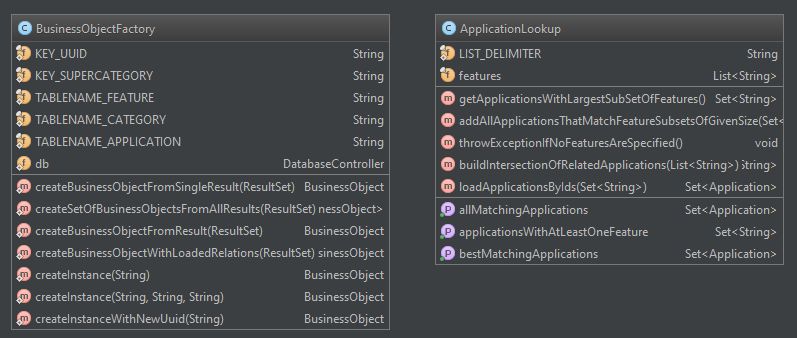 BusinessObjectFactory
KEY_UUID String
KEY_SUPERCATEGORY String
TABLENAME_FEATURE String
TABLENAME_CATEGORY String
TABLENAME_APPLICATION String
db DatabaseController
createBusinessObjectFromSingleResult(ResultSet) BusinessObject
createSetOfBusinessObjectsFromAllResults(ResultSet) nessObject>
createBusinessObjectFromResult(ResultSet) BusinessObject
createBusinessObjectWithLoadedRelations(ResultSet) sinessObject
createInstance(String) BusinessObject
createInstance(String, String, String) BusinessObject
createInstanceWithNewUuid(String) BusinessObject
ApplicationLookup
LIST_DELIMITER String
features List<String>
getApplicationsWithLargestSubSetOfFeatures() Set<String>
addAllApplicationsThatMatchFeatureSubsetsOfGivenSize(Set<
throwExceptionIfNoFeaturesAreSpecified() void
buildIntersectionOfRelatedApplications(List<String>) String>
loadApplicationsByIds(Set<String>) Set<Application>
allMatchingApplications Set<Application>
applicationsWithAtLeastOneFeature Set<String>
bestMatchingApplications Set<Application>